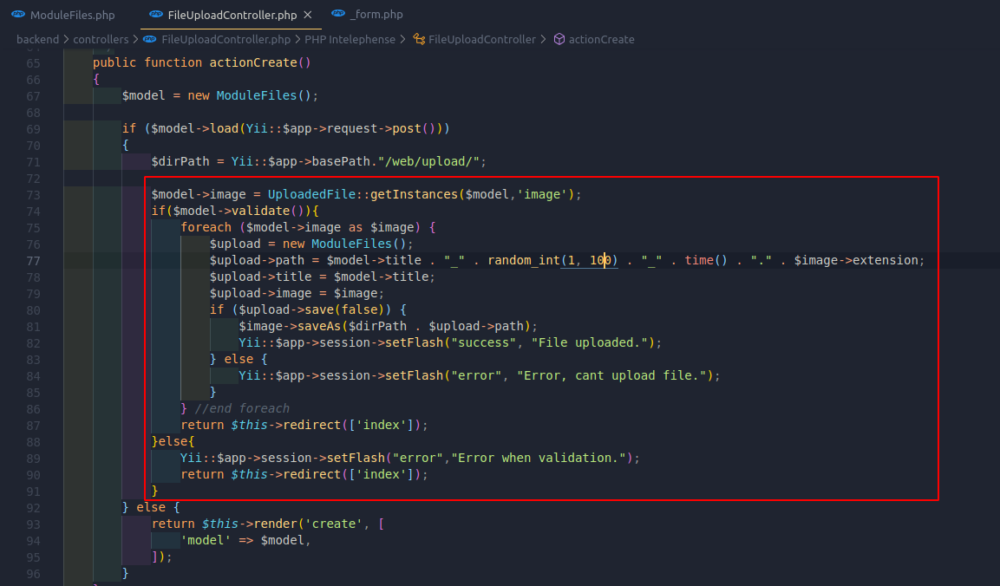 ModuleFiles.php FileUploadController.php × _form.php
backend > controllers > FileUploadController.php > PHP Intelephense > FileUploadController > actionCreate
65 public function actionCreate()
66 {
67 $model = new ModuleFiles();
68
69 if ($model->load(Yii::$app->request->post()))
70 {
71 $dirPath = Yii::$app->basePath."/web/upload/";
72
73 $model->image = UploadedFile::getInstances($model,'image');
74 if($model->validate()){
75 foreach ($model->image as $image) {
76 $upload = new ModuleFiles();
77 $upload->path = $model->title . "_" . random_int(1, 100) . "_" . time() . "." . $image->extension;
78 $upload->title = $model->title;
79 $upload->image = $image;
80 if ($upload->save(false)) {
81 $image->saveAs($dirPath . $upload->path);
82 Yii::$app->session->setFlash("success", "File uploaded.");
83 } else {
84 Yii::$app->session->setFlash("error", "Error, cant upload file.");
85 }
86 } //end foreach
87 return $this->redirect(['index']);
88 }else{
89 Yii::$app->session->setFlash("error","Error when validation.");
90 return $this->redirect(['index']);
91 }
92 } else {
93 return $this->render('create', [
94 'model' => $model,
95 ]);
96 }